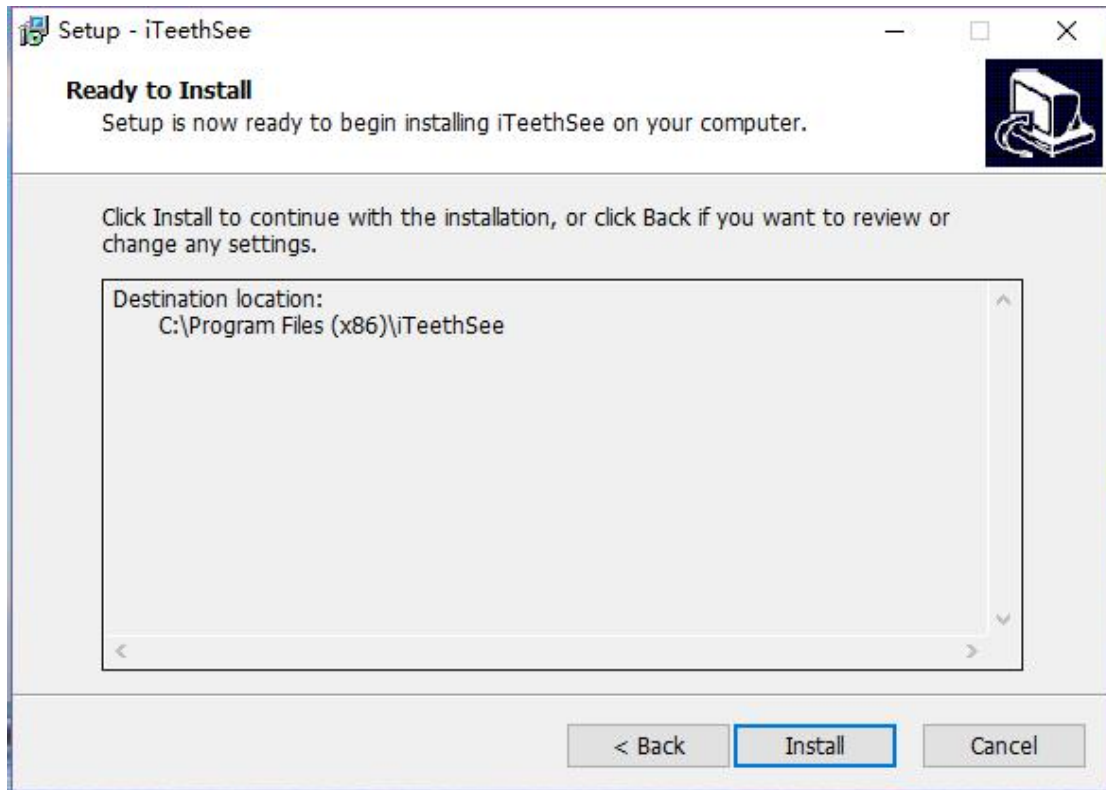 Setup - iTeethSee
Ready to Install
Setup is now ready to begin installing iTeethSee on your computer.
Click Install to continue with the installation, or click Back if you want to review or
change any settings.
Destination location:
C:\Program Files (x86)\iTeethSee
< Back
Install
Cancel